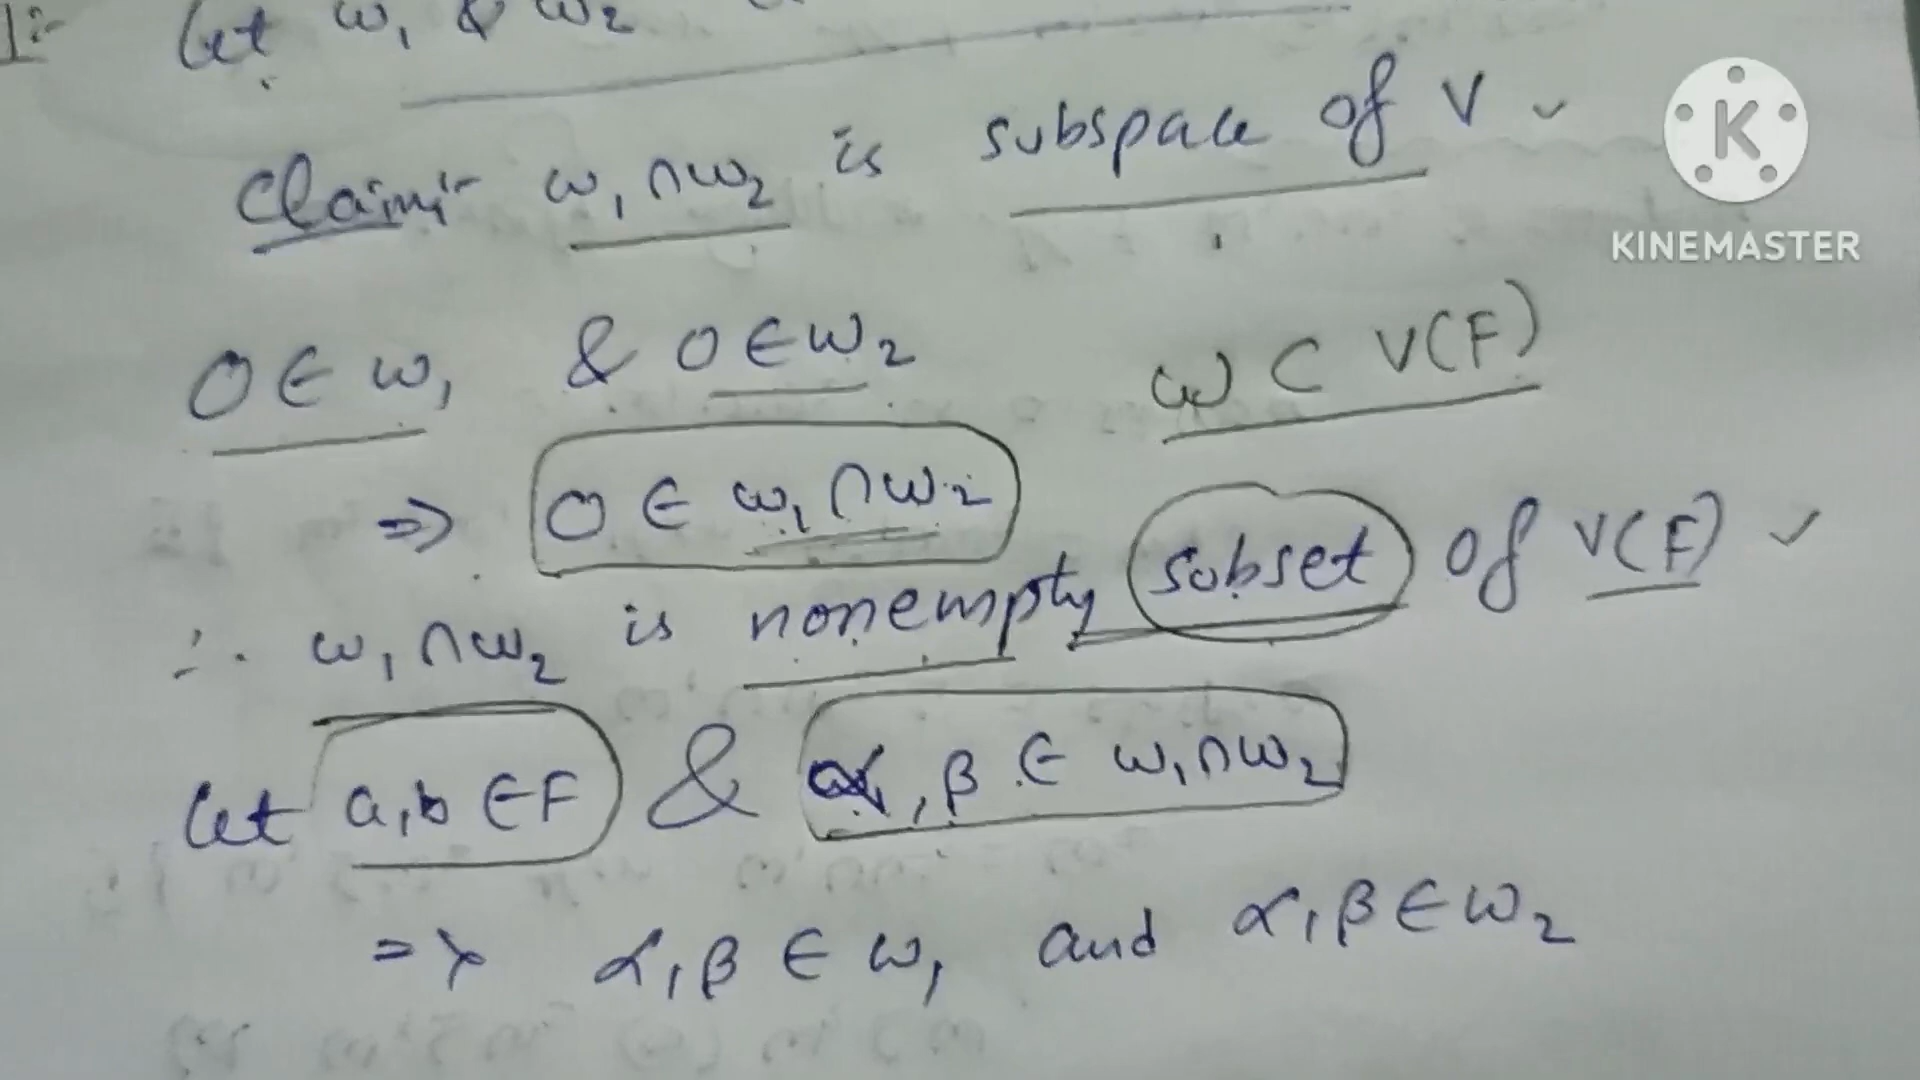 1:- Let ω₁ & ω₂
Claim:- ω₁∩ω₂ is subspace of V ✓
0 ∈ ω₁ & 0 ∈ ω₂ ω ⊂ V(F)
⇒ 0 ∈ ω₁∩ω₂
∴ ω₁∩ω₂ is nonempty subset of V(F) ✓
let a,b ∈ F & α,β ∈ ω₁∩ω₂
=> α,β ∈ ω₁ and α,β ∈ ω₂
K
KINEMASTER